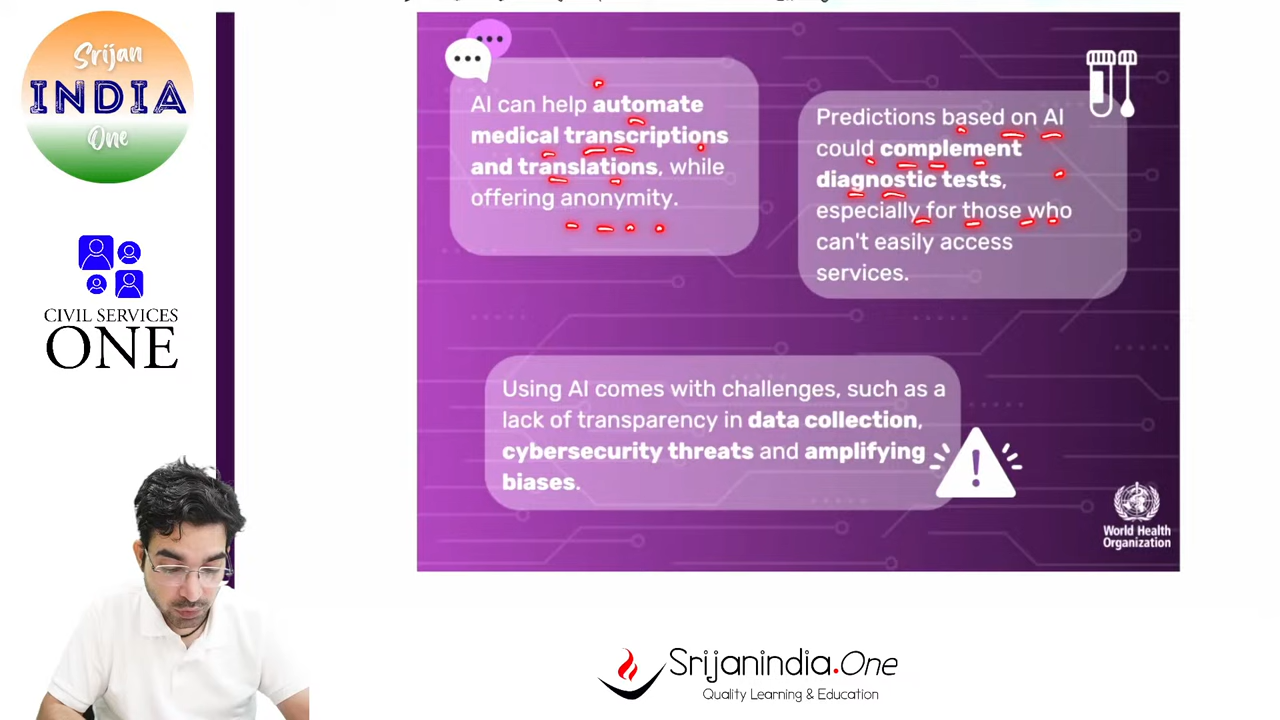 Srijan
INDIA
One
CIVIL SERVICES
ONE
AI can help automate
medical transcriptions
and translations, while
offering anonymity.
Predictions based on AI
could complement
diagnostic tests,
especially for those who
can't easily access
services.
Using AI comes with challenges, such as a
lack of transparency in data collection,
cybersecurity threats and amplifying
biases.
World Health
Organization
Srijanindia.One
Quality Learning & Education